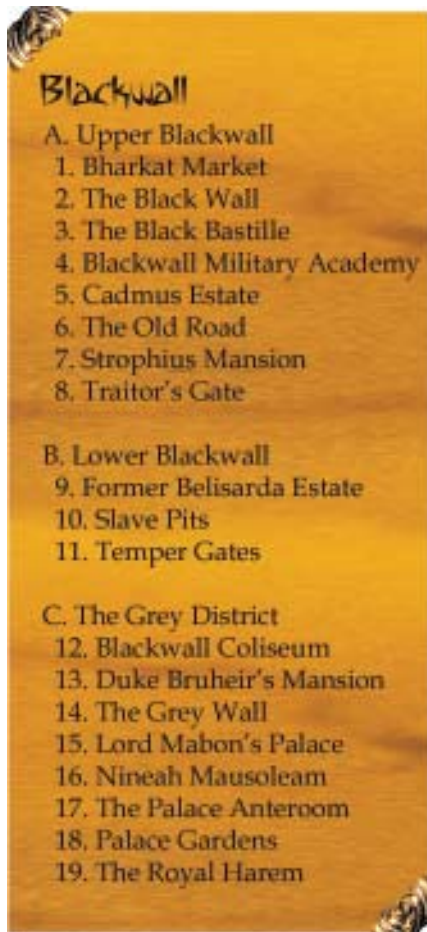 Blackwall
A. Upper Blackwall
1. Bharkat Market
2. The Black Wall
3. The Black Bastille
4. Blackwall Military Academy
5. Cadmus Estate
6. The Old Road
7. Strophius Mansion
8. Traitor's Gate
B. Lower Blackwall
9. Former Belisarda Estate
10. Slave Pits
11. Temper Gates
C. The Grey District
12. Blackwall Coliseum
13. Duke Bruheir's Mansion
14. The Grey Wall
15. Lord Mabon's Palace
16. Nineah Mausoleam
17. The Palace Anteroom
18. Palace Gardens
19. The Royal Harem